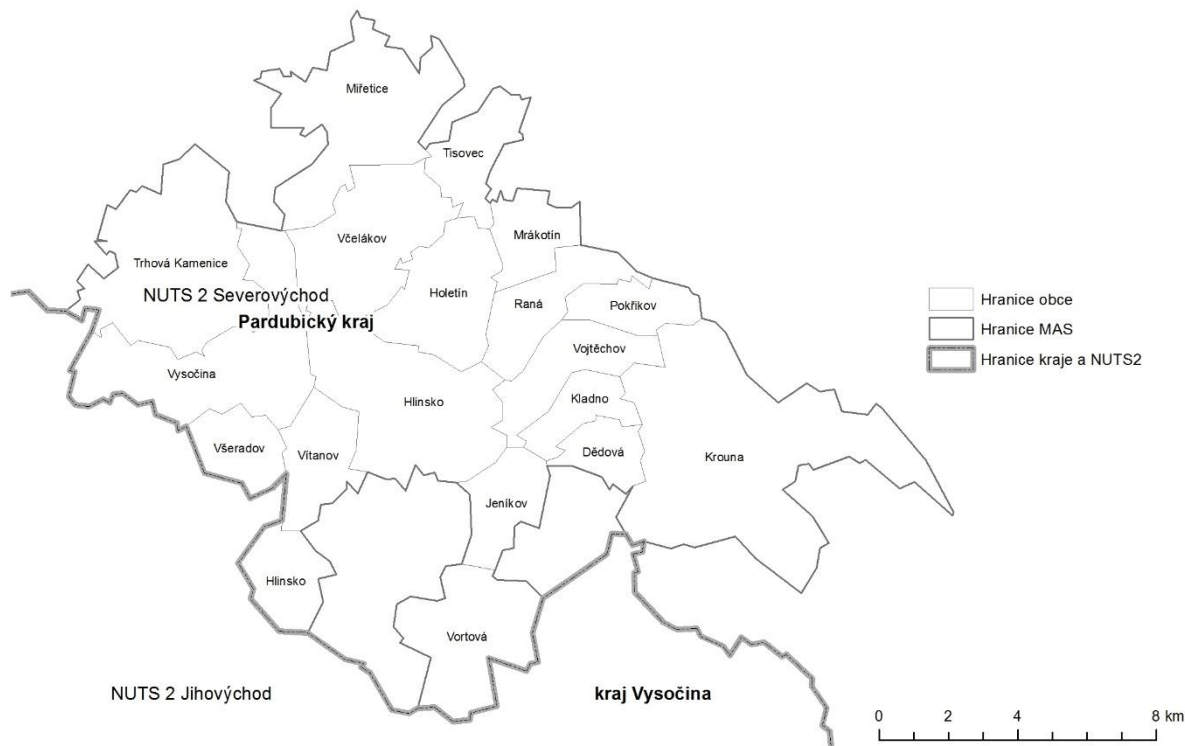 Miřetice
Tisovec
Mrákotín
Včelákov
Trhová Kamenice
NUTS 2 Severovýchod
Pardubický kraj
Holetín
Raná
Pokřikov
Vojtěchov
Vysočina
Hlinsko
Kladno
Všeradov
Vítanov
Dědová
Krouna
Jeníkov
Hlinsko
Vortová
NUTS 2 Jihovýchod
kraj Vysočina
Hranice obce
Hranice MAS
Hranice kraje a NUTS2
0 2 4 8 km